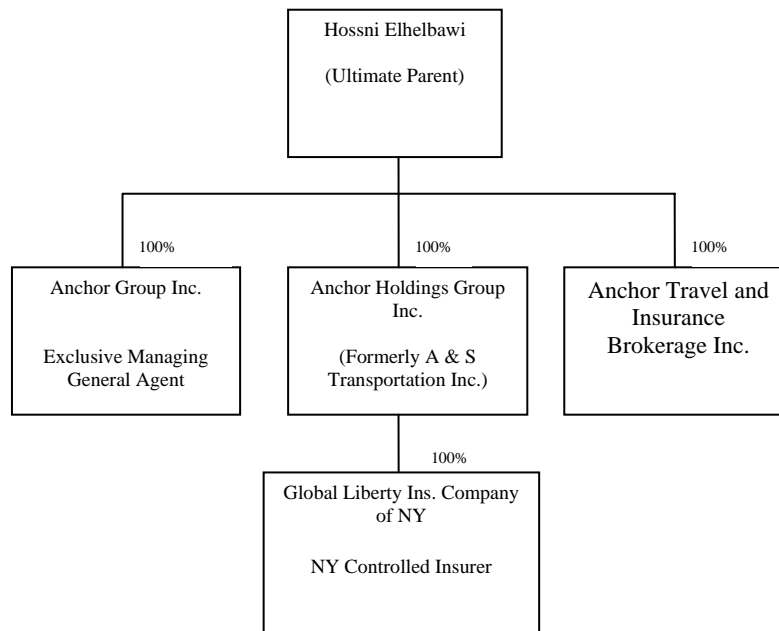 Hossni Elhelbawi
(Ultimate Parent)
100%
100%
100%
Anchor Group Inc.
Exclusive Managing
General Agent
Anchor Holdings Group
Inc.
(Formerly A & S
Transportation Inc.)
Anchor Travel and
Insurance
Brokerage Inc.
100%
Global Liberty Ins. Company
of NY
NY Controlled Insurer